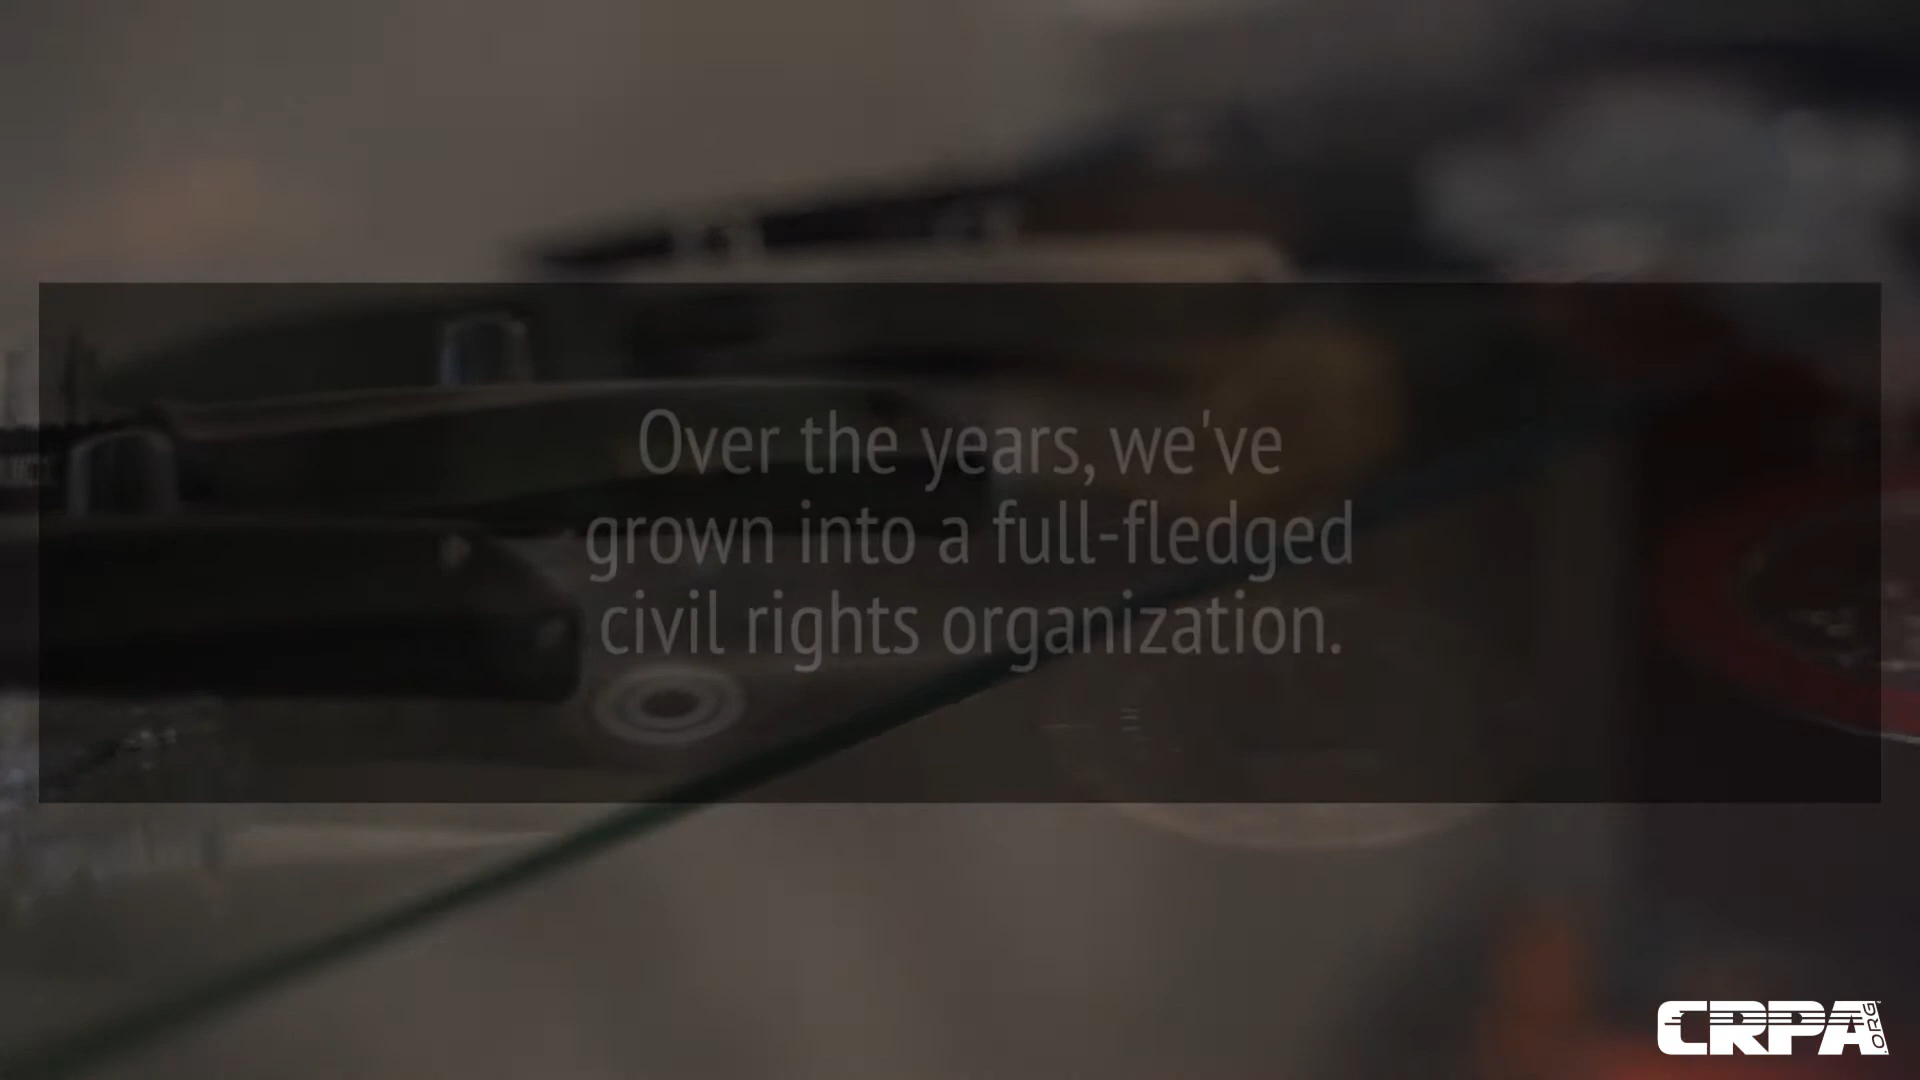 Over the years, we've
grown into a full-fledged
civil rights organization.
CRPA.ORG